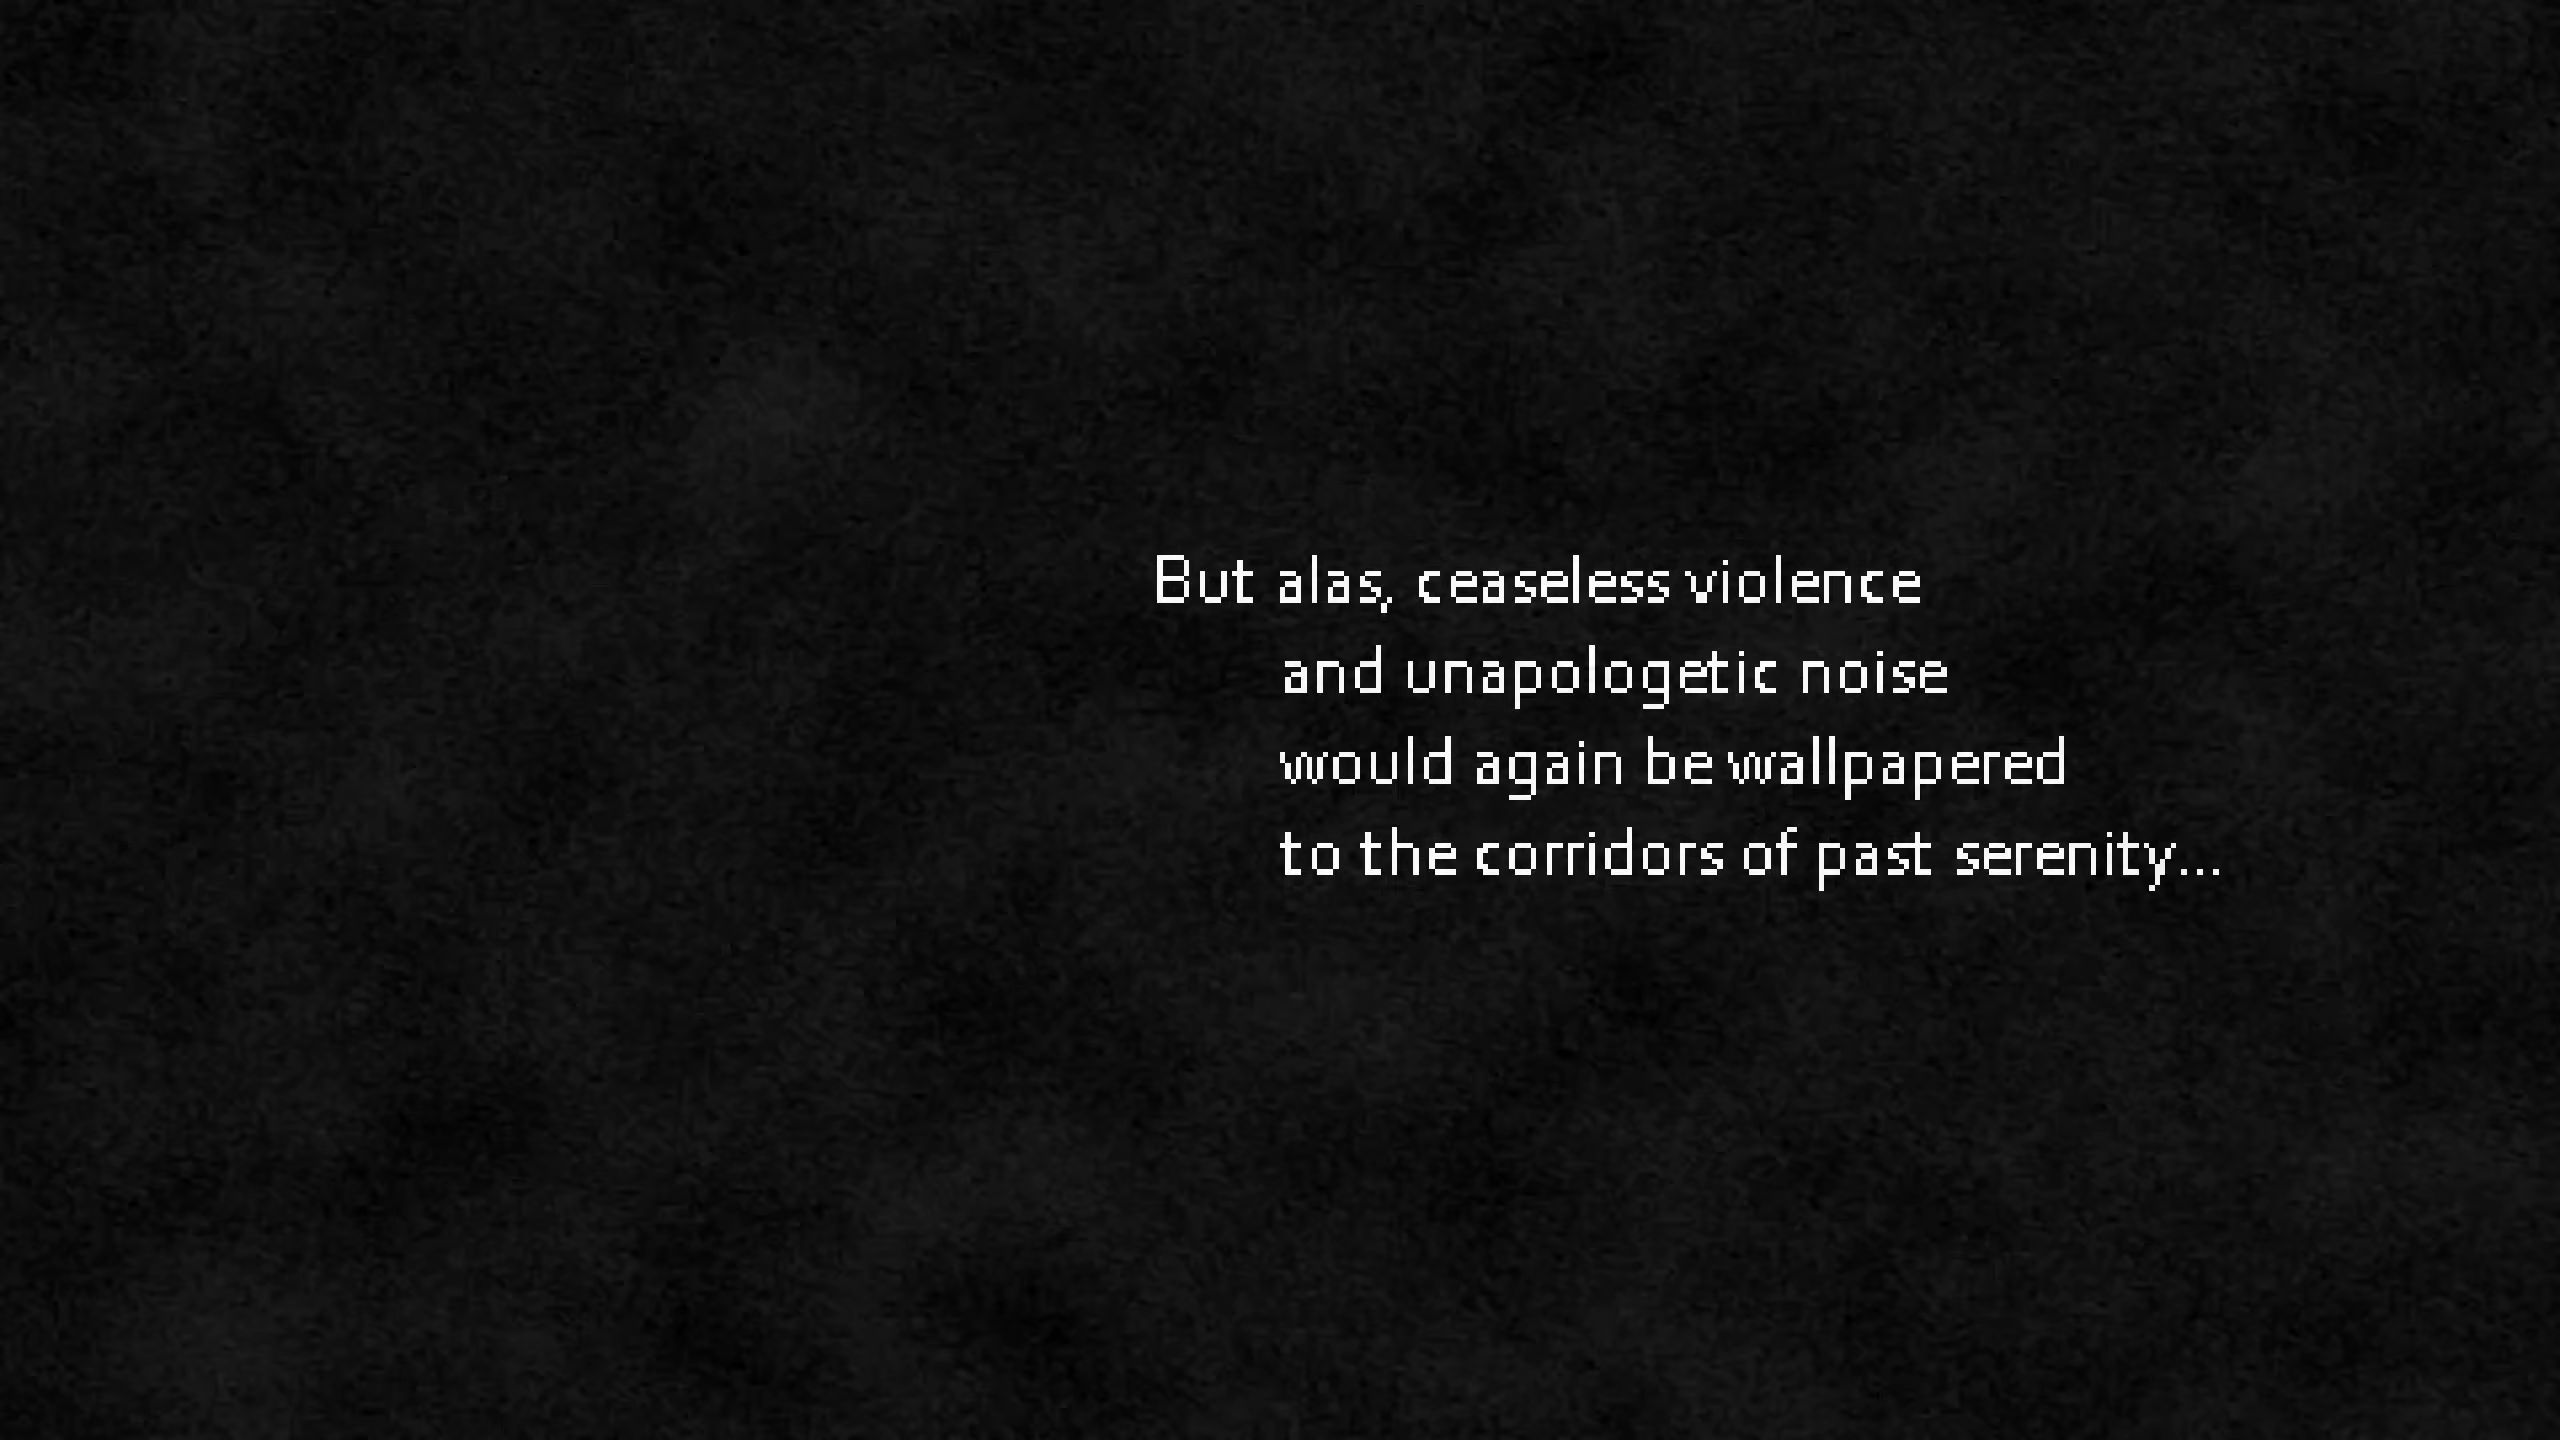 But alas, ceaseless violence
and unapologetic noise
would again be wallpapered
to the corridors of past serenity...